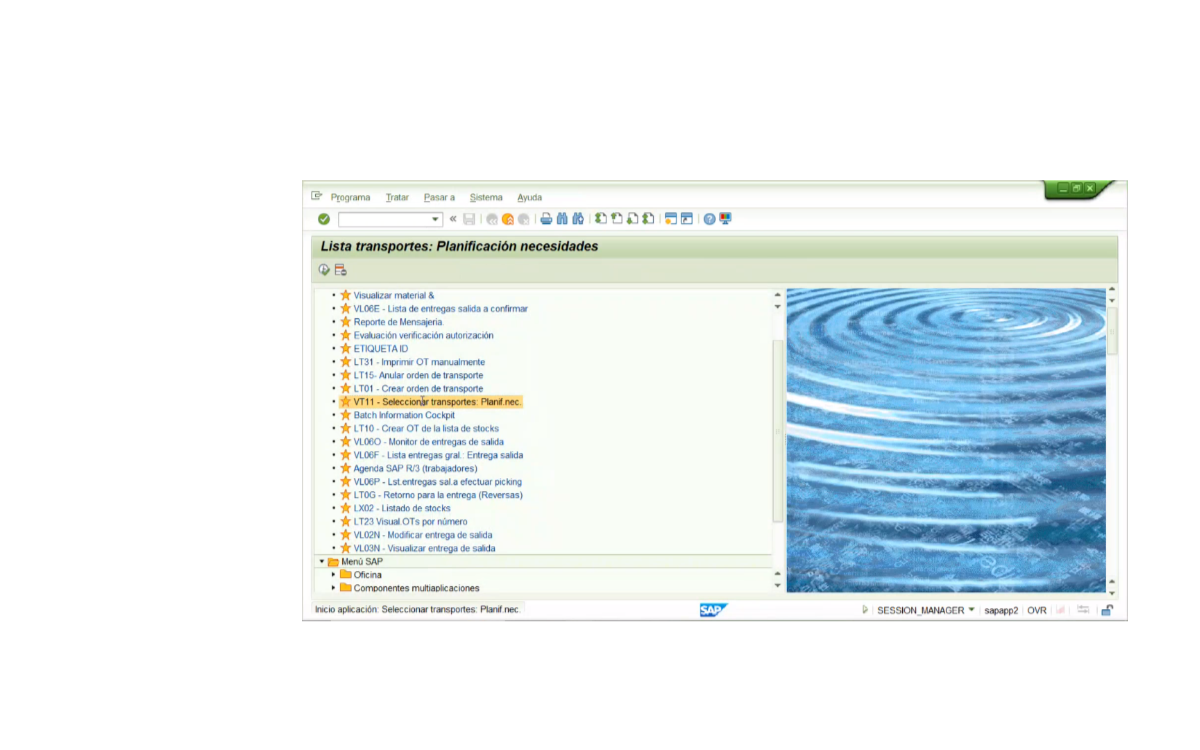 Programa Tratar Pasar a Sistema Ayuda
Lista transportes: Planificación necesidades
Visualizar material &
VL06E - Lista de entregas salida a confirmar
Reporte de Mensajeria.
Evaluación verificación autorización
ETIQUETA ID
LT31 - Imprimir OT manualmente
LT15- Anular orden de transporte
LT01 - Crear orden de transporte
VT11 - Seleccionar transportes: Planif.nec.
Batch Information Cockpit
LT10 - Crear OT de la lista de stocks
VL06O - Monitor de entregas de salida
VL06F - Lista entregas gral.: Entrega salida
Agenda SAP R/3 (trabajadores)
VL06P - Lst.entregas sal.a efectuar picking
LT0G - Retorno para la entrega (Reversas)
LX02 - Listado de stocks
LT23 Visual.OTs por número
VL02N - Modificar entrega de salida
VL03N - Visualizar entrega de salida
Menú SAP
Oficina
Componentes multiaplicaciones
Inicio aplicación: Seleccionar transportes: Planif.nec. SAP SESSION_MANAGER sapapp2 OVR